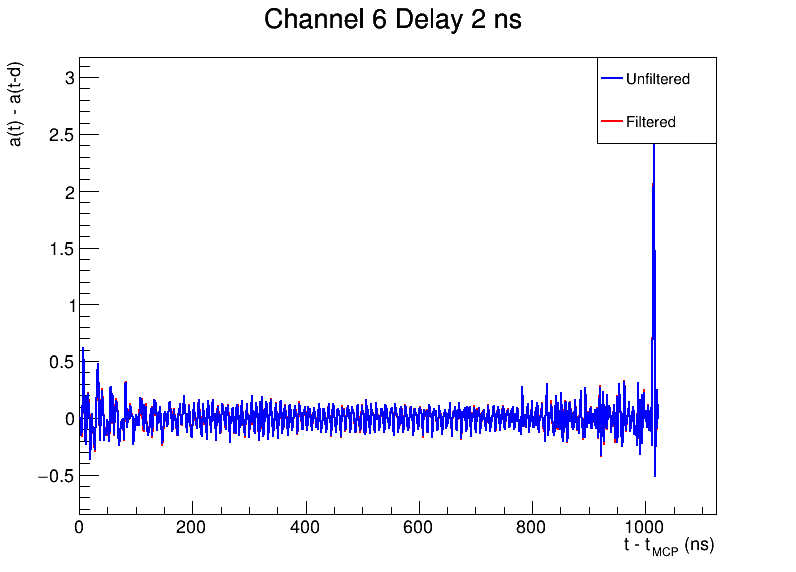 Channel 6 Delay 2 ns
a(t) - a(t-d)
3
2.5
2
1.5
1
0.5
0
−0.5
Unfiltered
Filtered
0 200 400 600 800 1000
t - t_MCP (ns)